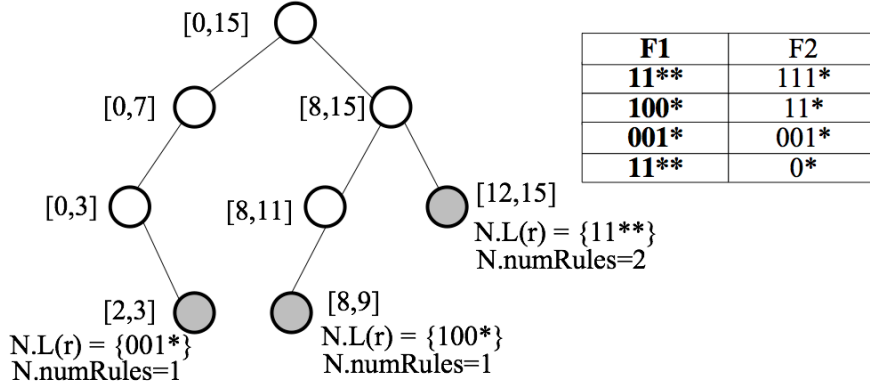 [0,15]
[0,7]
[8,15]
[0,3]
[8,11]
[12,15]
N.L(r) = {11**}
N.numRules=2
[2,3]
N.L(r) = {001*}
N.numRules=1
[8,9]
N.L(r) = {100*}
N.numRules=1
F1 F2
11** 111*
100* 11*
001* 001*
11** 0*